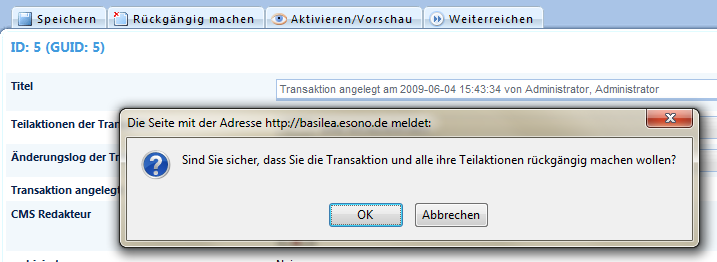 Speichern Rückgängig machen Aktivieren/Vorschau Weiterreichen
ID: 5 (GUID: 5)
Titel Transaktion angelegt am 2009-06-04 15:43:34 von Administrator, Administrator
Teilaktionen der Tran
Die Seite mit der Adresse http://basilea.esono.de meldet:
Änderungslog der T
Sind Sie sicher, dass Sie die Transaktion und alle ihre Teilaktionen rückgängig machen wollen?
Transaktion angelegt
CMS Redakteur
OK Abbrechen